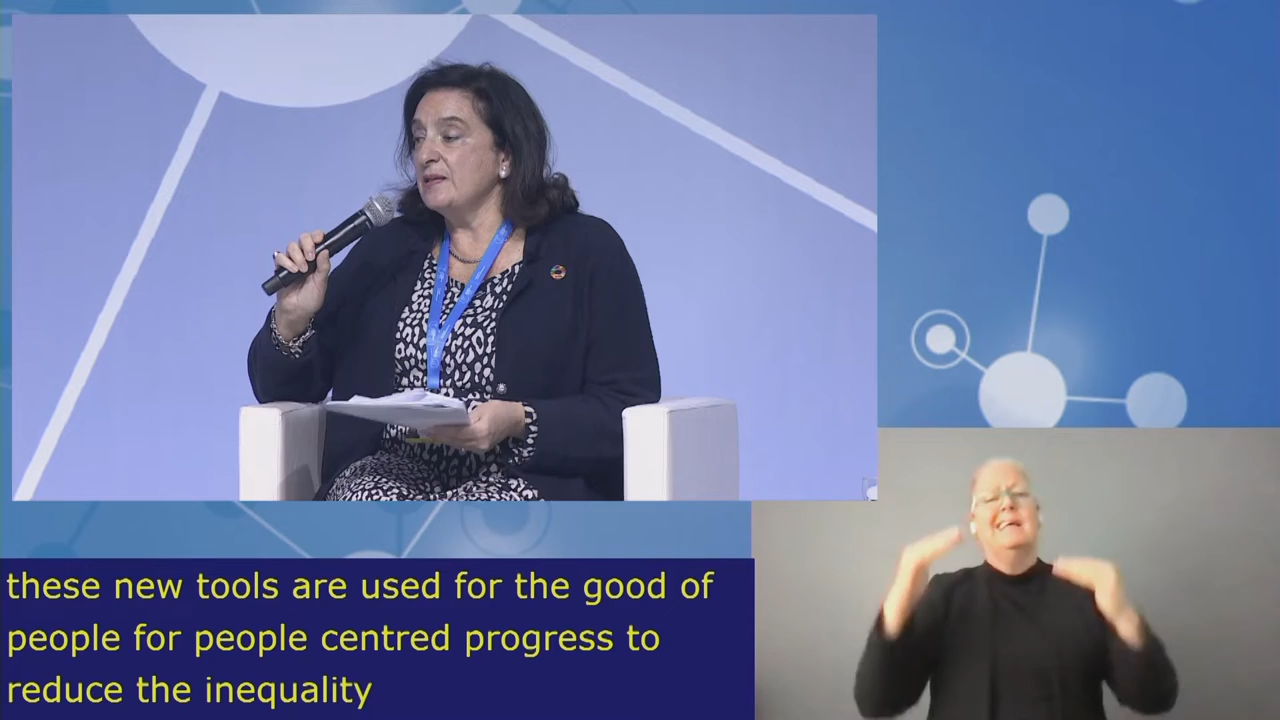 these new tools are used for the good of
people for people centred progress to
reduce the inequality